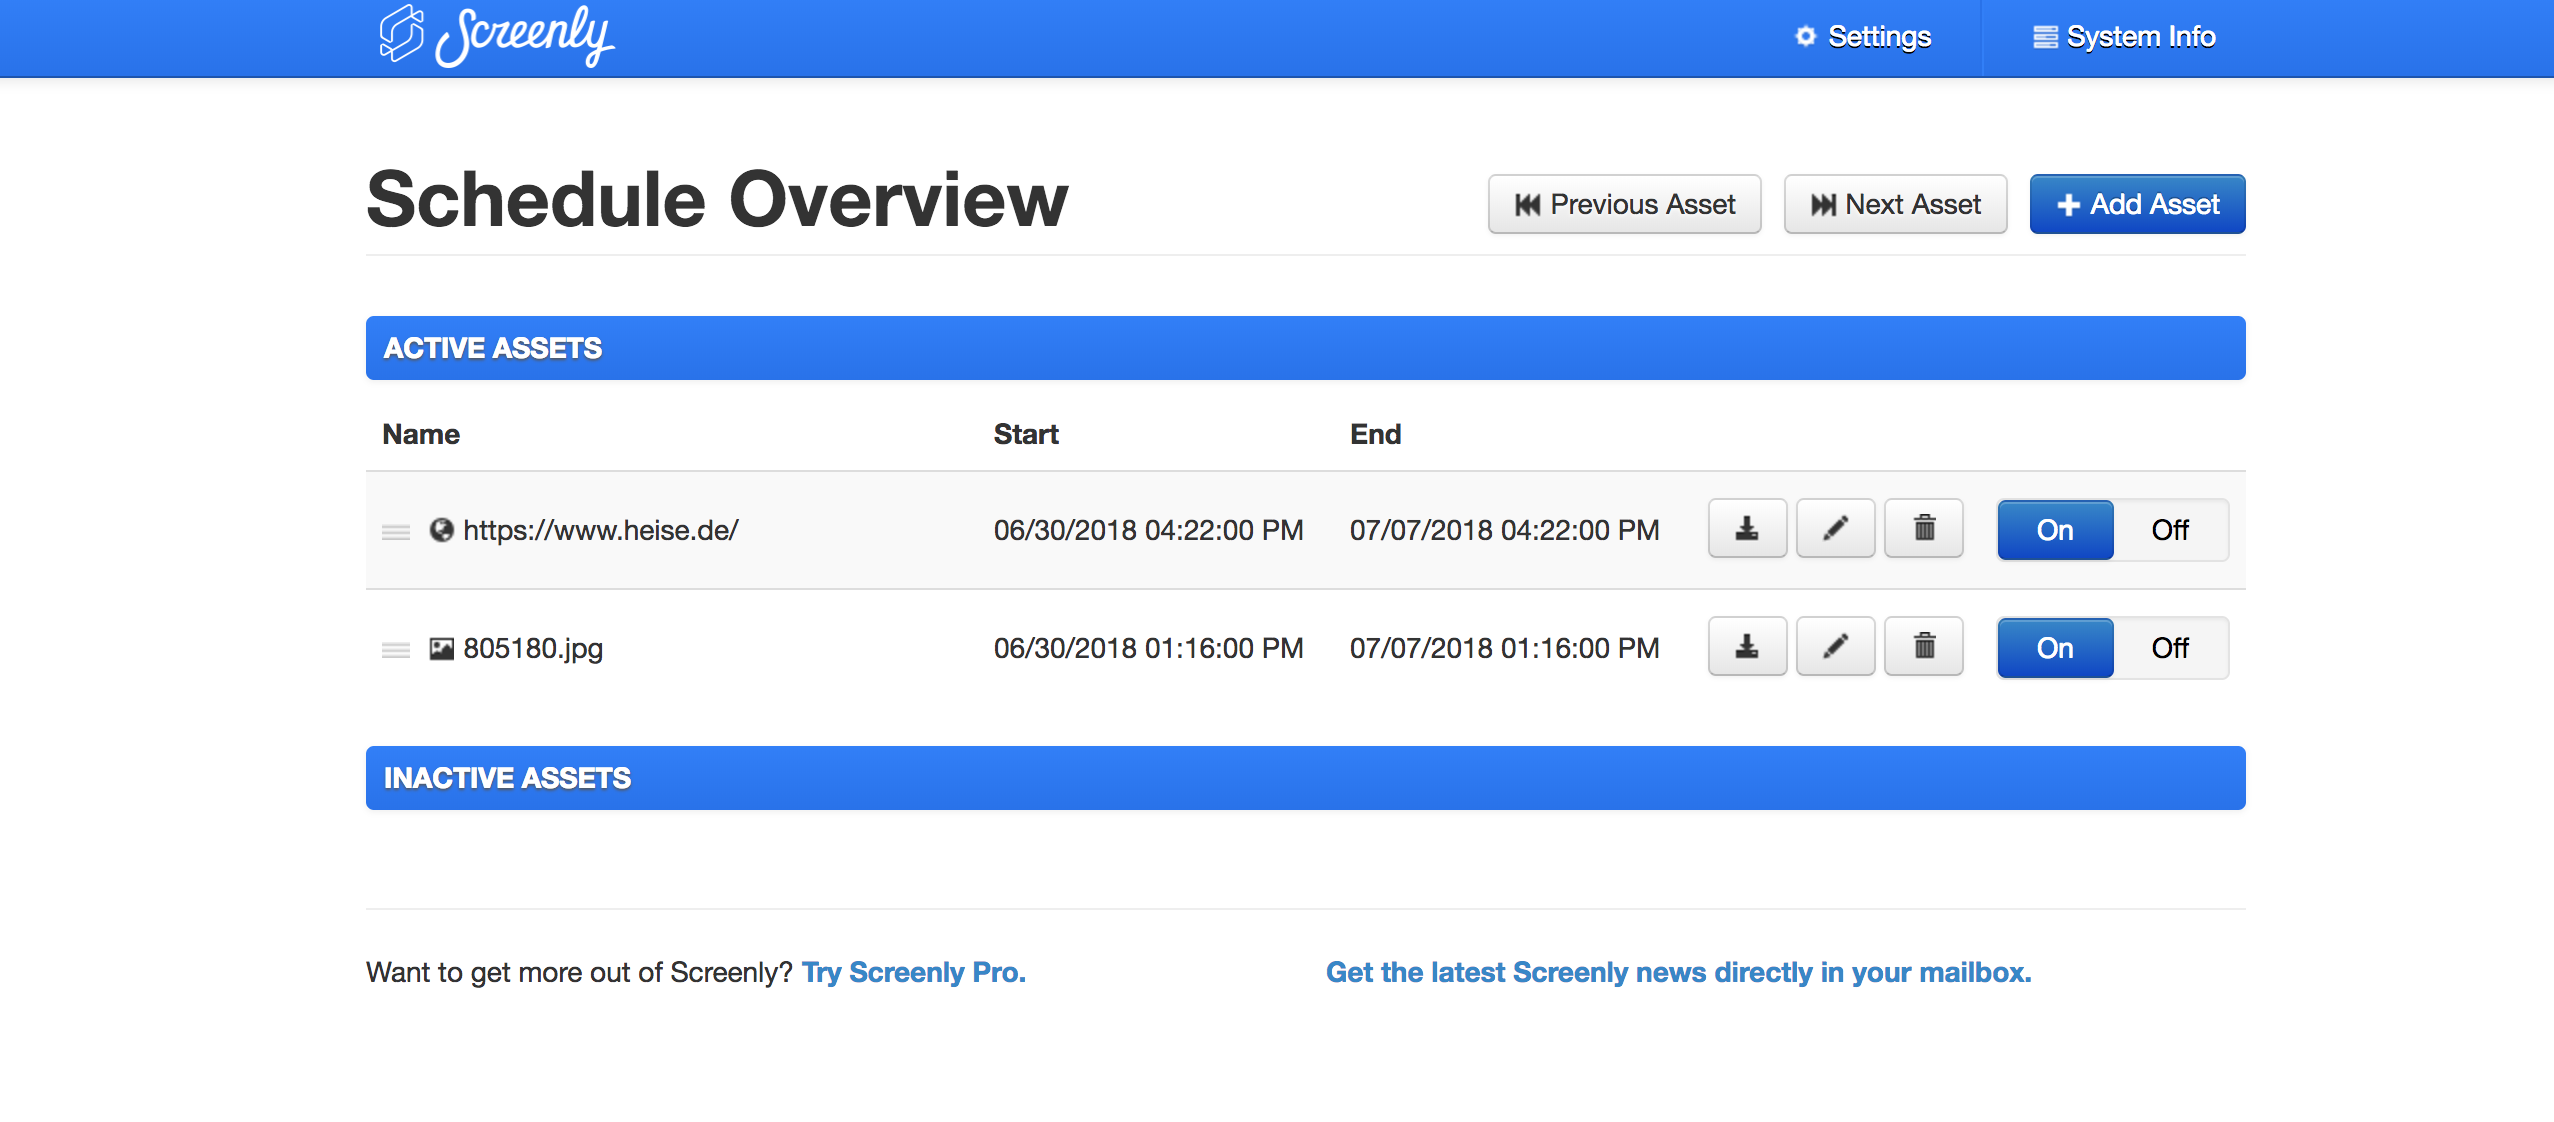 Screenly Settings System Info
Schedule Overview Previous Asset Next Asset Add Asset
ACTIVE ASSETS
Name Start End
https://www.heise.de/ 06/30/2018 04:22:00 PM 07/07/2018 04:22:00 PM On Off
805180.jpg 06/30/2018 01:16:00 PM 07/07/2018 01:16:00 PM On Off
INACTIVE ASSETS
Want to get more out of Screenly? Try Screenly Pro. Get the latest Screenly news directly in your mailbox.